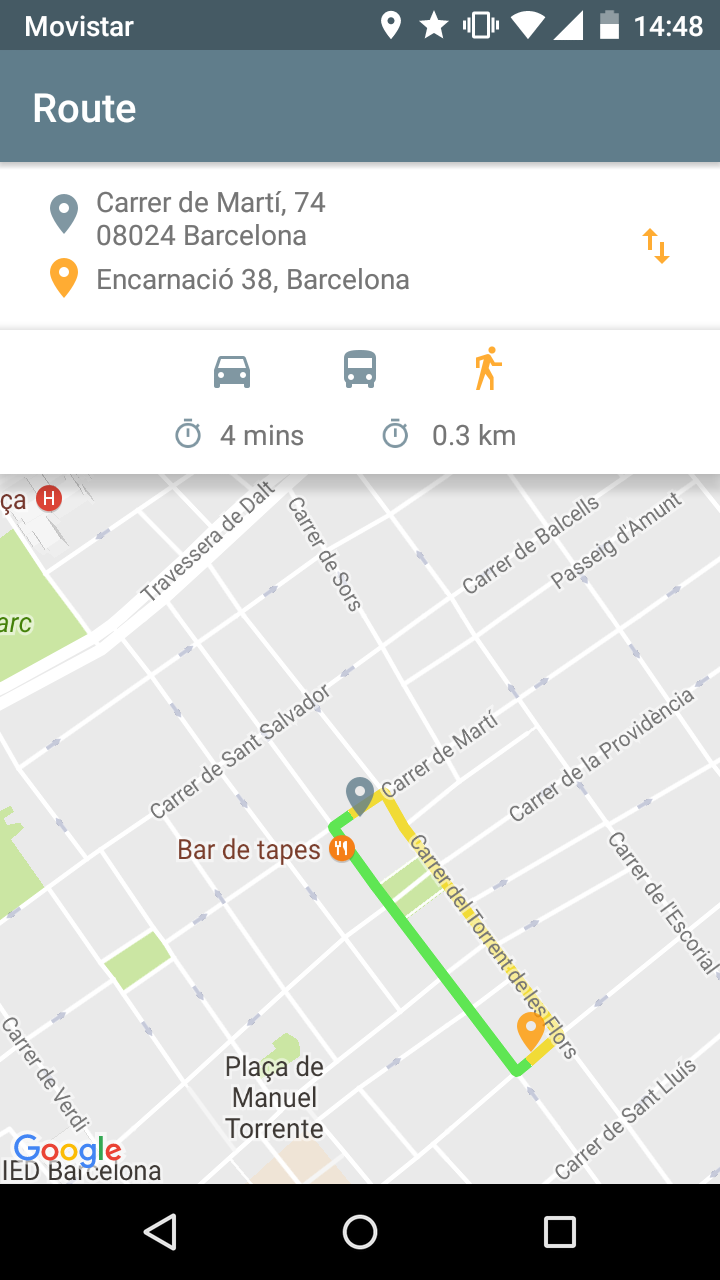 Movistar 14:48
Route
Carrer de Martí, 74
08024 Barcelona
Encarnació 38, Barcelona
4 mins 0.3 km
ça H
Travessera de Dalt
Carrer de Sors
Carrer de Balcells
Passeig d'Amunt
arc
Carrer de Sant Salvador
Carrer de Martí
Carrer de la Providència
Bar de tapes
Carrer del Torrent de les Flors
Carrer de l'Escorial
Carrer de Verdi
Plaça de
Manuel
Torrente
Carrer de Sant Lluís
Google
IED Barcelona